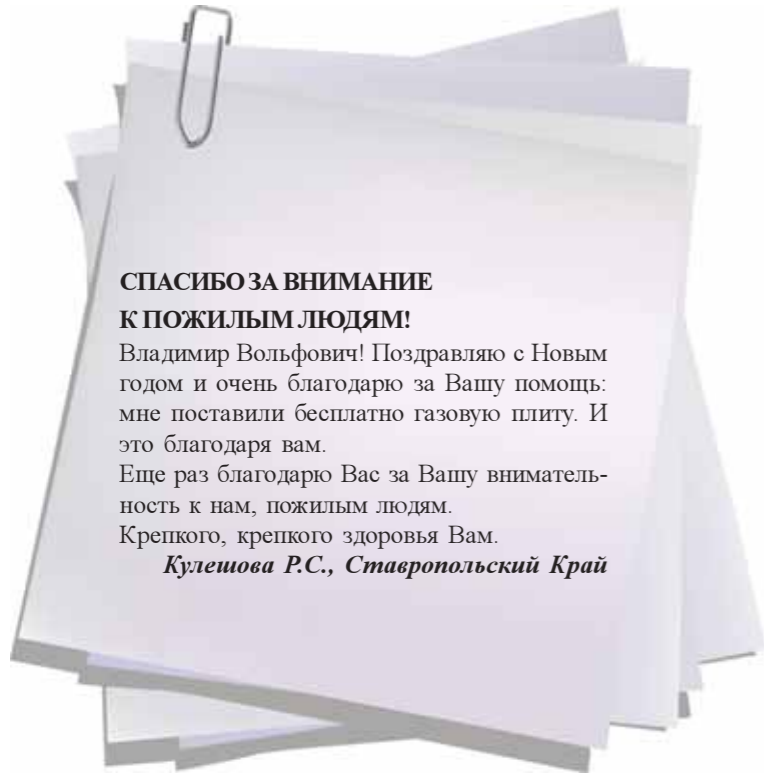 СПАСИБО ЗА ВНИМАНИЕ
К ПОЖИЛЫМ ЛЮДЯМ!
Владимир Вольфович! Поздравляю с Новым
годом и очень благодарю за Вашу помощь:
мне поставили бесплатно газовую плиту. И
это благодаря вам.
Еще раз благодарю Вас за Вашу вниматель-
ность к нам, пожилым людям.
Крепкого, крепкого здоровья Вам.
Кулешова Р.С., Ставропольский Край